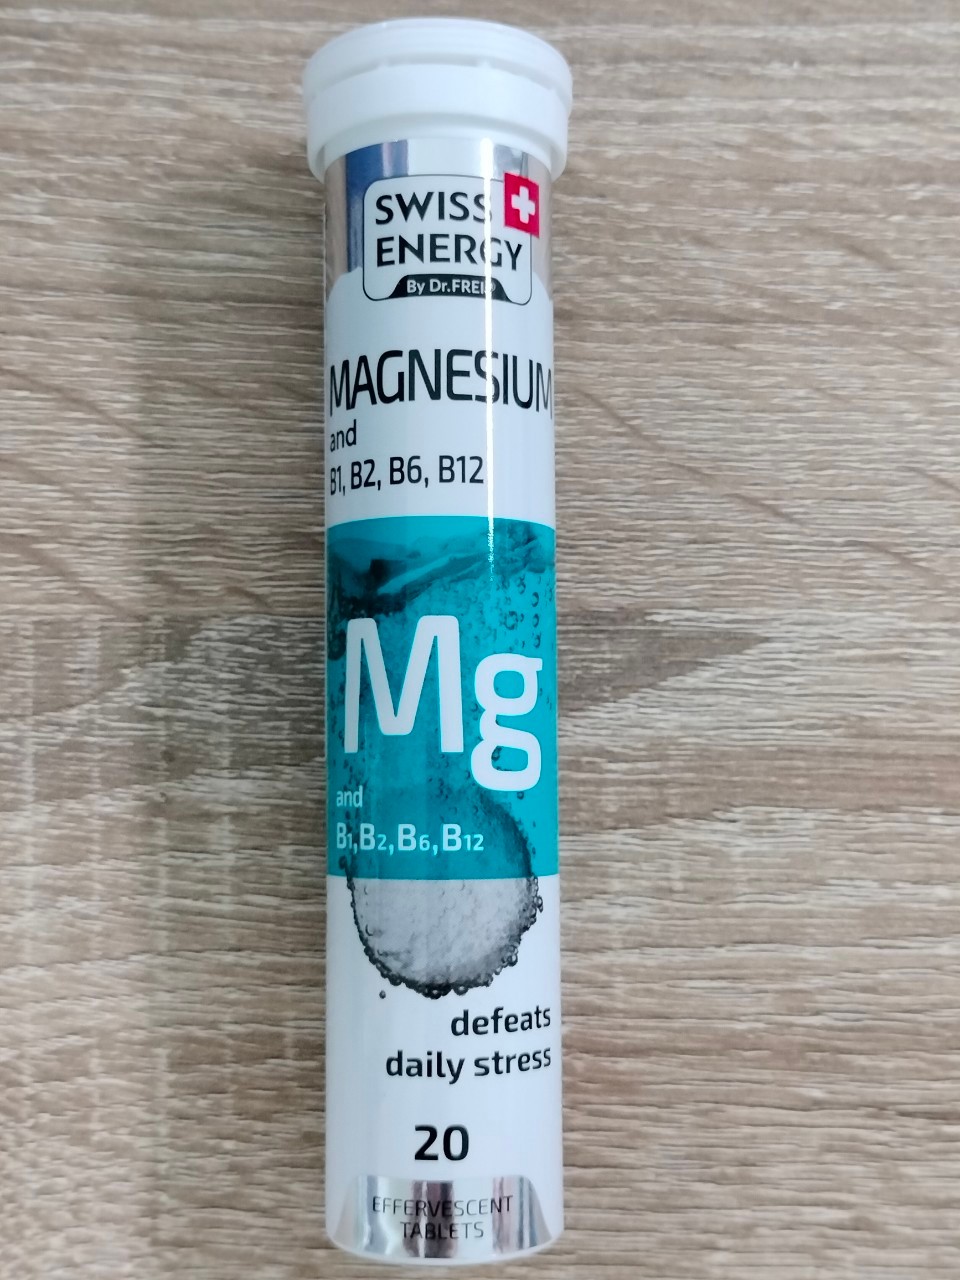 SWISS
ENERGY
By Dr.FREI®
MAGNESIUM
and
B1, B2, B6, B12
Mg
and
B1,B2,B6,B12
defeats
daily stress
20
EFFERVESCENT
TABLETS